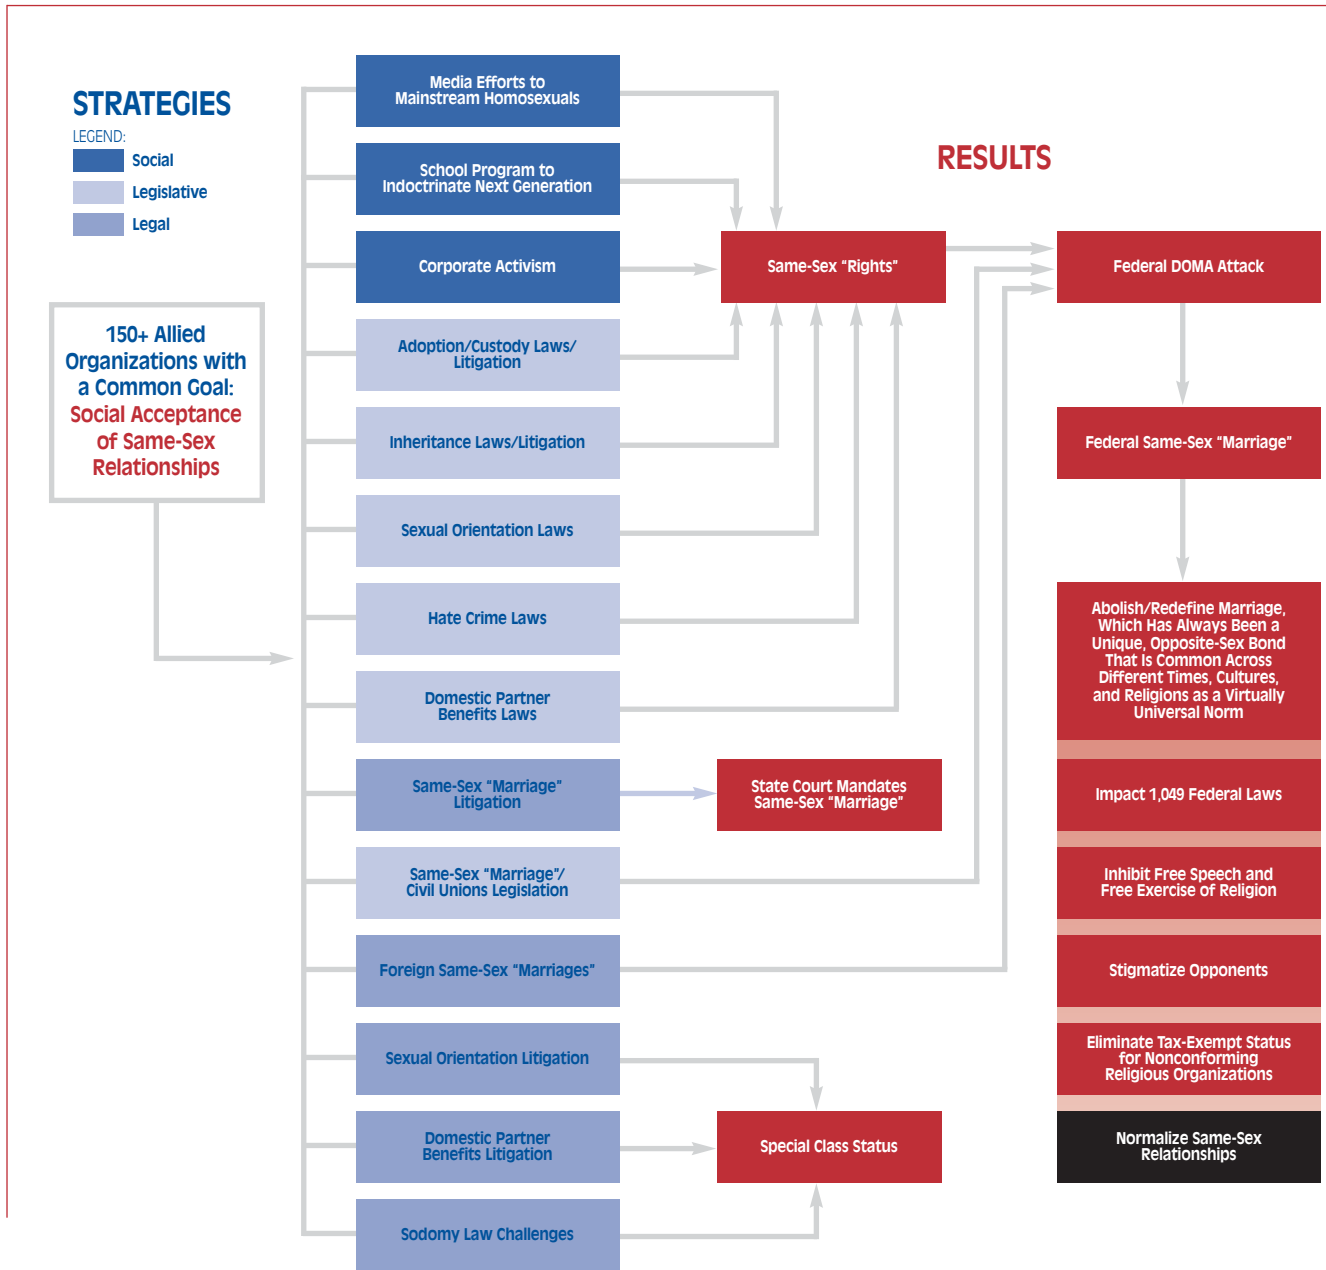 STRATEGIES
LEGEND:
Social
Legislative
Legal
150+ Allied
Organizations with
a Common Goal:
Social Acceptance
of Same-Sex
Relationships
Media Efforts to
Mainstream Homosexuals
School Program to
Indoctrinate Next Generation
Corporate Activism
Adoption/Custody Laws/
Litigation
Inheritance Laws/Litigation
Sexual Orientation Laws
Hate Crime Laws
Domestic Partner
Benefits Laws
Same-Sex "Marriage"
Litigation
Same-Sex "Marriage"/
Civil Unions Legislation
Foreign Same-Sex "Marriages"
Sexual Orientation Litigation
Domestic Partner
Benefits Litigation
Sodomy Law Challenges
RESULTS
Same-Sex "Rights"
State Court Mandates
Same-Sex "Marriage"
Special Class Status
Federal DOMA Attack
Federal Same-Sex "Marriage"
Abolish/Redefine Marriage,
Which Has Always Been a
Unique, Opposite-Sex Bond
That Is Common Across
Different Times, Cultures,
and Religions as a Virtually
Universal Norm
Impact 1,049 Federal Laws
Inhibit Free Speech and
Free Exercise of Religion
Stigmatize Opponents
Eliminate Tax-Exempt Status
for Nonconforming
Religious Organizations
Normalize Same-Sex
Relationships